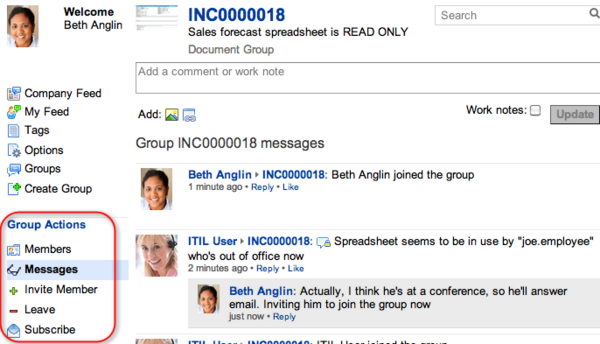 Welcome
Beth Anglin
Company Feed
My Feed
Tags
Options
Groups
Create Group
Group Actions
Members
Messages
Invite Member
Leave
Subscribe
INC0000018
Sales forecast spreadsheet is READ ONLY
Document Group
Search
Add a comment or work note
Add:
Work notes:
Update
Group INC0000018 messages
Beth Anglin ▸ INC0000018: Beth Anglin joined the group
1 minute ago • Reply • Like
ITIL User ▸ INC0000018: Spreadsheet seems to be in use by "joe.employee"
who's out of office now
2 minutes ago • Reply • Like
Beth Anglin: Actually, I think he's at a conference, so he'll answer
email. Inviting him to join the group now
just now • Reply
ITIL User ▸ INC0000018: ITIL User joined the group